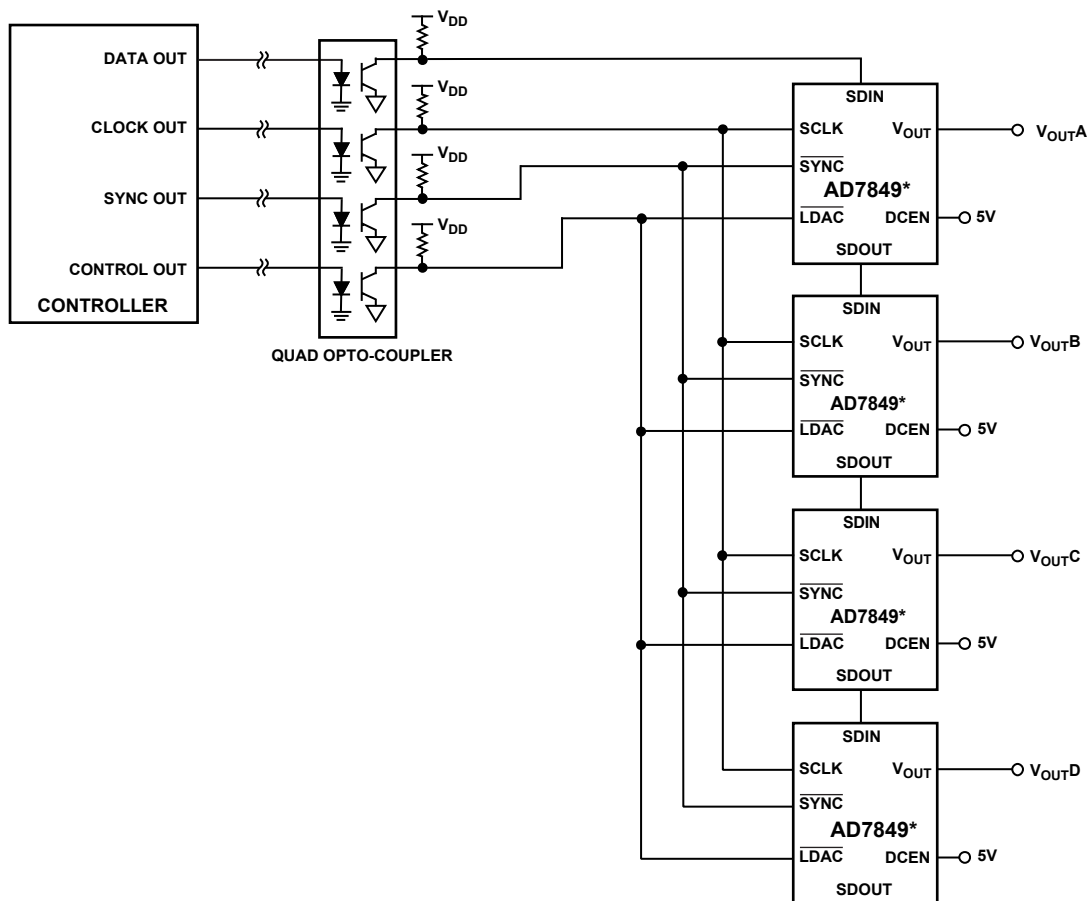 DATA OUT
CLOCK OUT
SYNC OUT
CONTROL OUT
CONTROLLER
VDD
VDD
VDD
VDD
QUAD OPTO-COUPLER
SDIN
SCLK
VOUT
VOUTA
SYNC
AD7849*
LDAC
DCEN
5V
SDOUT
SDIN
SCLK
VOUT
VOUTB
SYNC
AD7849*
LDAC
DCEN
5V
SDOUT
SDIN
SCLK
VOUT
VOUTC
SYNC
AD7849*
LDAC
DCEN
5V
SDOUT
SDIN
SCLK
VOUT
VOUTD
SYNC
AD7849*
LDAC
DCEN
5V
SDOUT